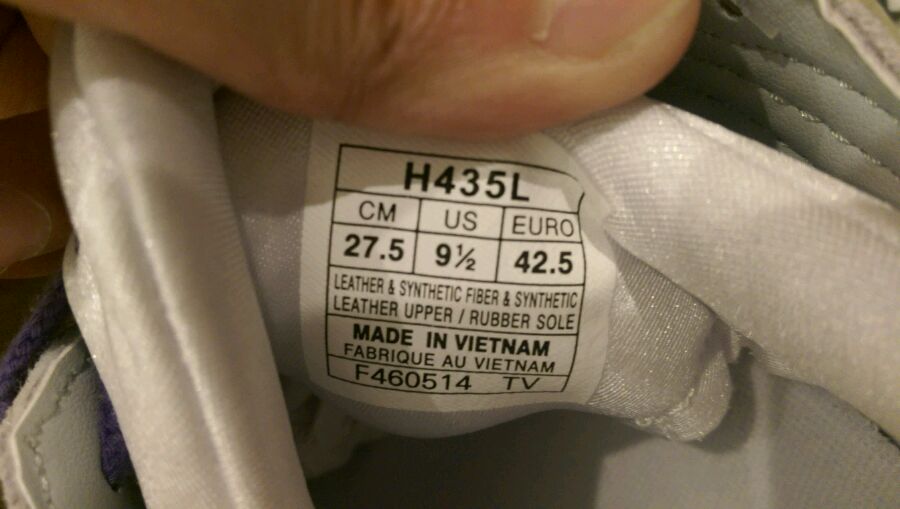 H435L
CM US EURO
27.5 9½ 42.5
LEATHER & SYNTHETIC FIBER & SYNTHETIC
LEATHER UPPER / RUBBER SOLE
MADE IN VIETNAM
FABRIQUE AU VIETNAM
F460514 TV